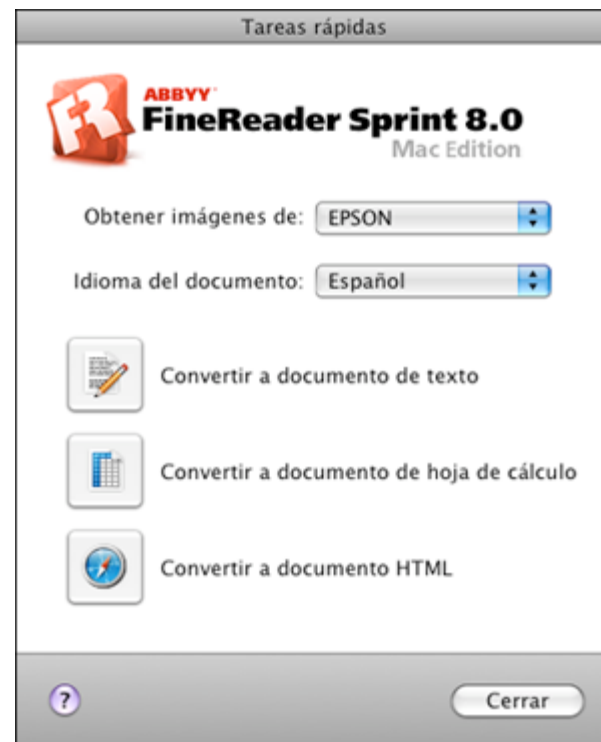 Tareas rápidas
ABBYY
FineReader Sprint 8.0
Mac Edition
Obtener imágenes de: EPSON
Idioma del documento: Español
Convertir a documento de texto
Convertir a documento de hoja de cálculo
Convertir a documento HTML
? Cerrar